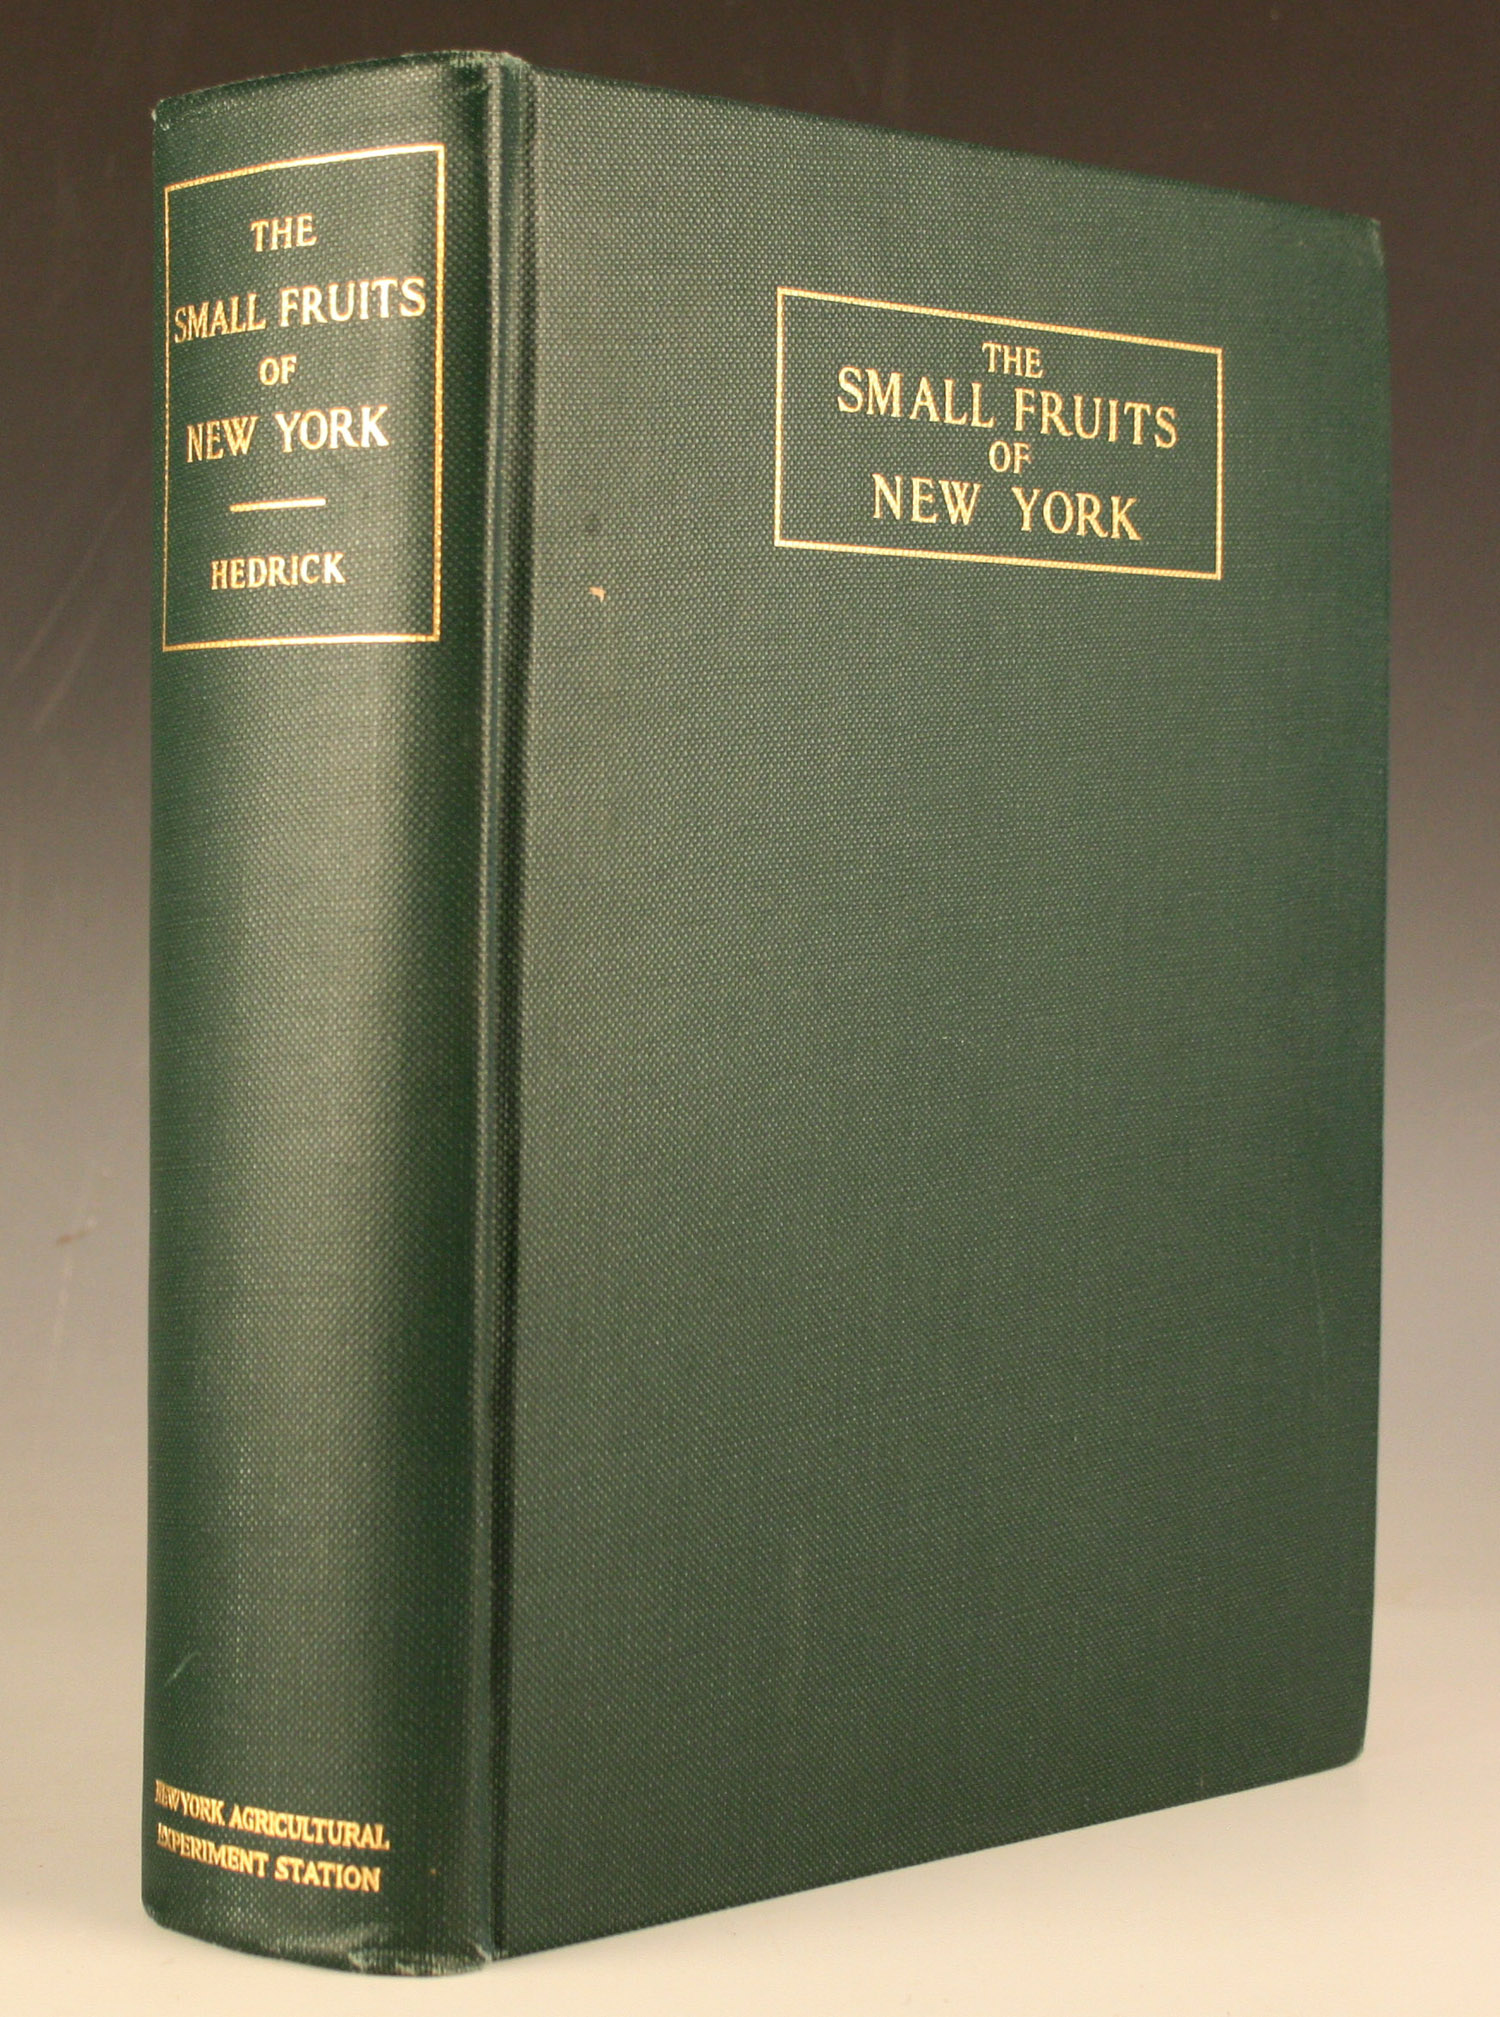 THE
SMALL FRUITS
OF
NEW YORK
HEDRICK
NEW YORK AGRICULTURAL
EXPERIMENT STATION
THE
SMALL FRUITS
OF
NEW YORK